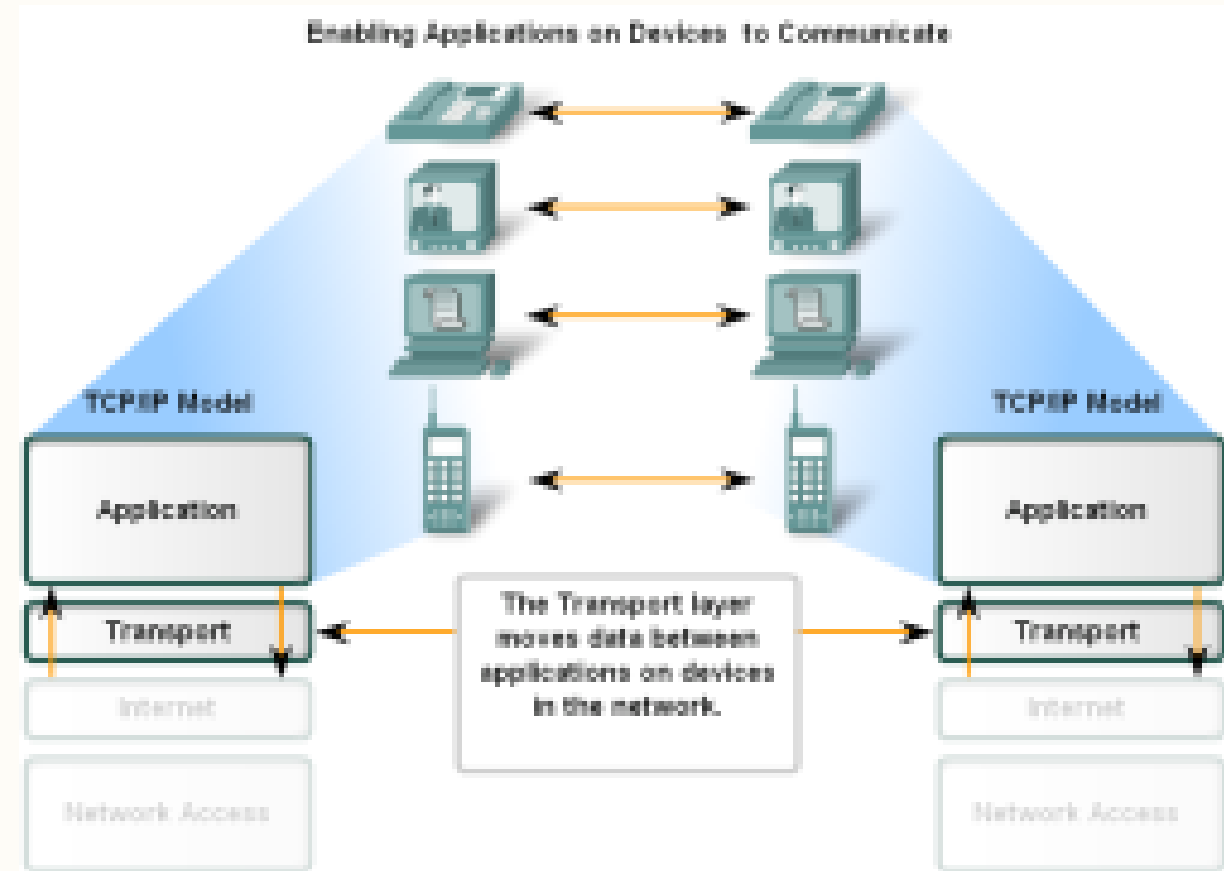 Enabling Applications on Devices to Communicate
TCP/IP Model
TCP/IP Model
Application
Application
Transport
The Transport layer
moves data between
applications on devices
in the network.
Transport
Internet
Internet
Network Access
Network Access